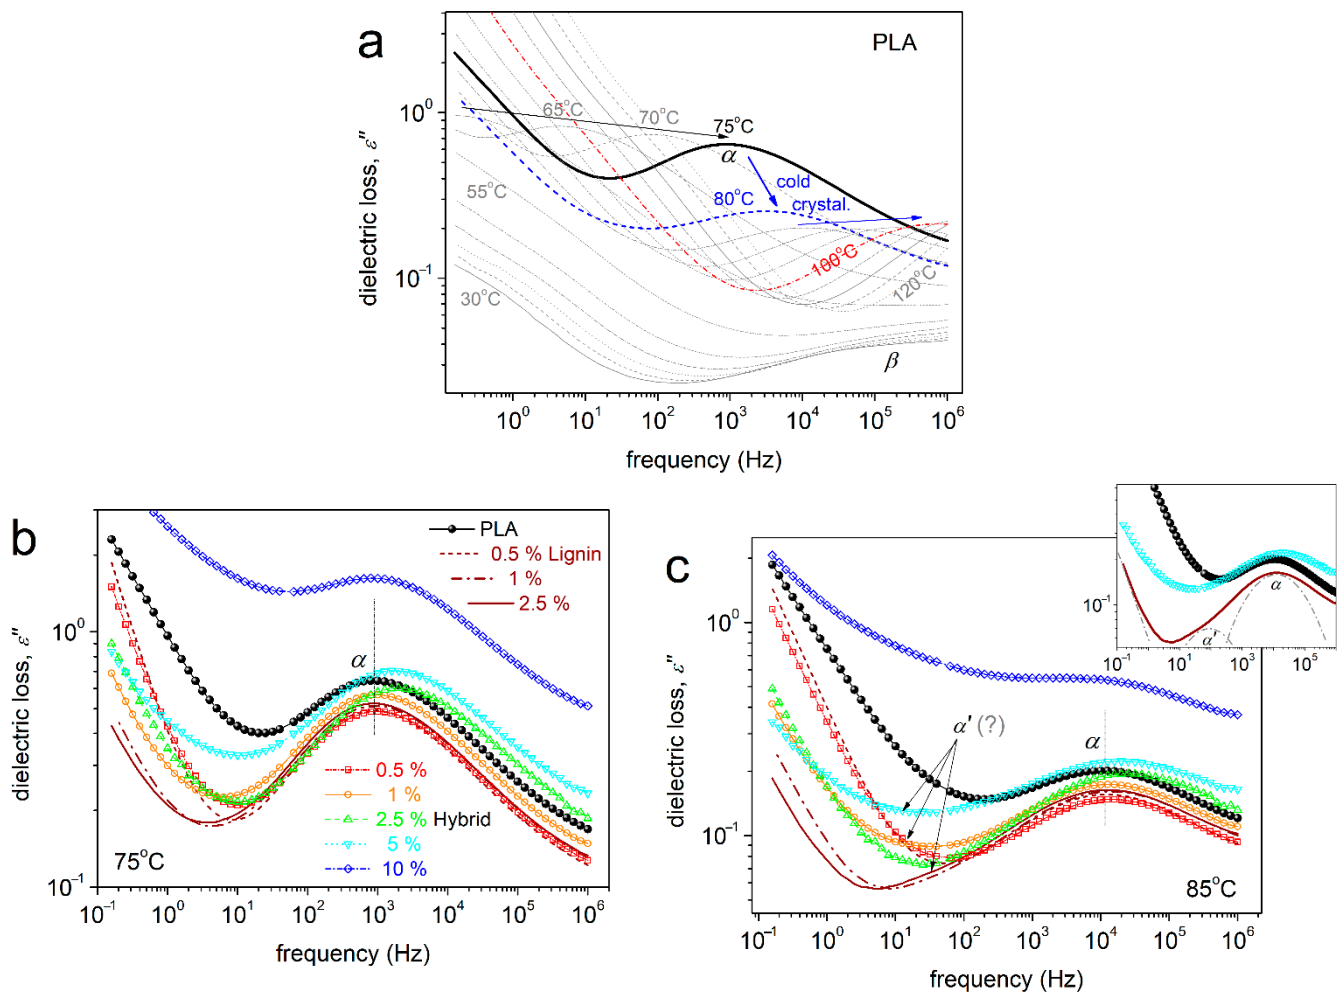 a
PLA
dielectric loss, ε″
10⁰
10⁻¹
65°C
70°C
75°C
α
55°C
80°C
cold
crystal.
30°C
100°C
120°C
β
10⁰ 10¹ 10² 10³ 10⁴ 10⁵ 10⁶
frequency (Hz)
b
PLA
0.5 % Lignin
1 %
2.5 %
dielectric loss, ε″
10⁰
10⁻¹
α
0.5 %
1 %
2.5 % Hybrid
5 %
10 %
75°C
10⁻¹ 10⁰ 10¹ 10² 10³ 10⁴ 10⁵ 10⁶
frequency (Hz)
c
dielectric loss, ε″
10⁰
10⁻¹
α' (?)
α
85°C
10⁻¹ 10⁰ 10¹ 10² 10³ 10⁴ 10⁵ 10⁶
frequency (Hz)
10⁻¹
α
α'
10⁻¹ 10¹ 10³ 10⁵